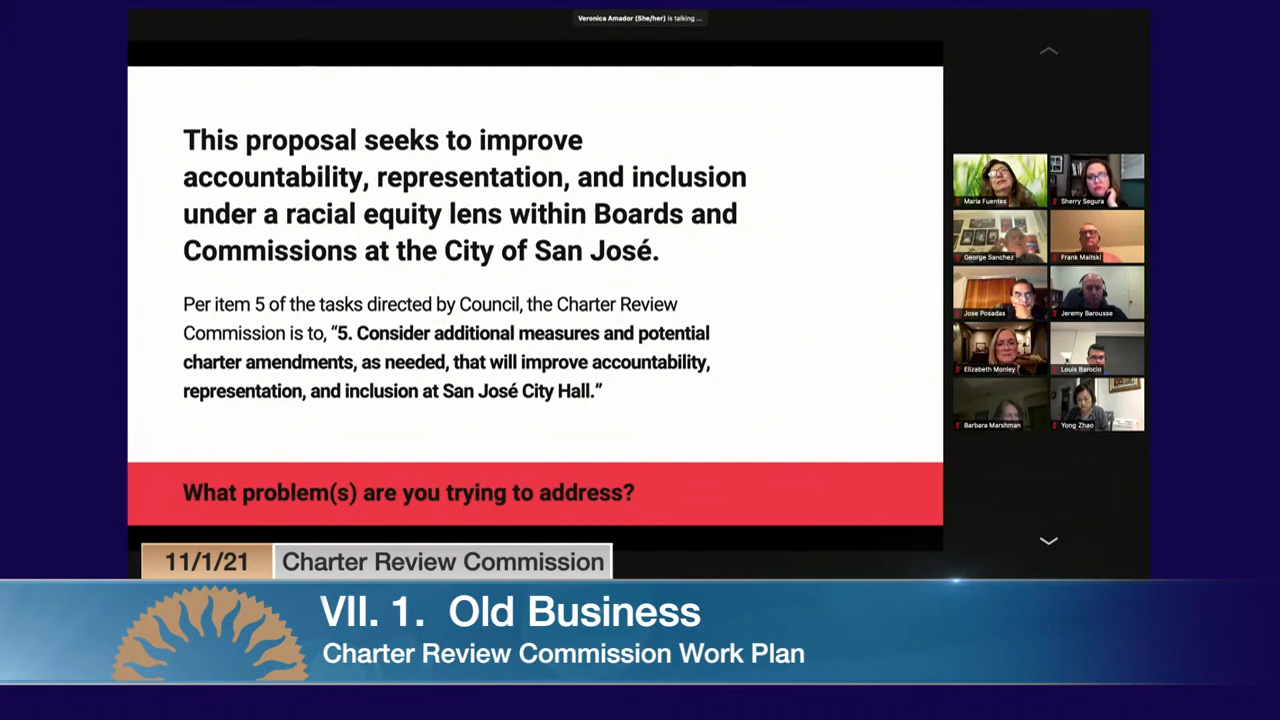 Veronica Amador (She/her) is talking ...
This proposal seeks to improve
accountability, representation, and inclusion
under a racial equity lens within Boards and
Commissions at the City of San José.
Per item 5 of the tasks directed by Council, the Charter Review
Commission is to, “5. Consider additional measures and potential
charter amendments, as needed, that will improve accountability,
representation, and inclusion at San José City Hall.”
What problem(s) are you trying to address?
Maria Fuentes
Sherry Segura
George Sanchez
Frank Maitski
Jose Posadas
Jeremy Barousse
Elizabeth Monley
Louis Barocio
Barbara Marshman
Yong Zhao
11/1/21
Charter Review Commission
VII. 1. Old Business
Charter Review Commission Work Plan